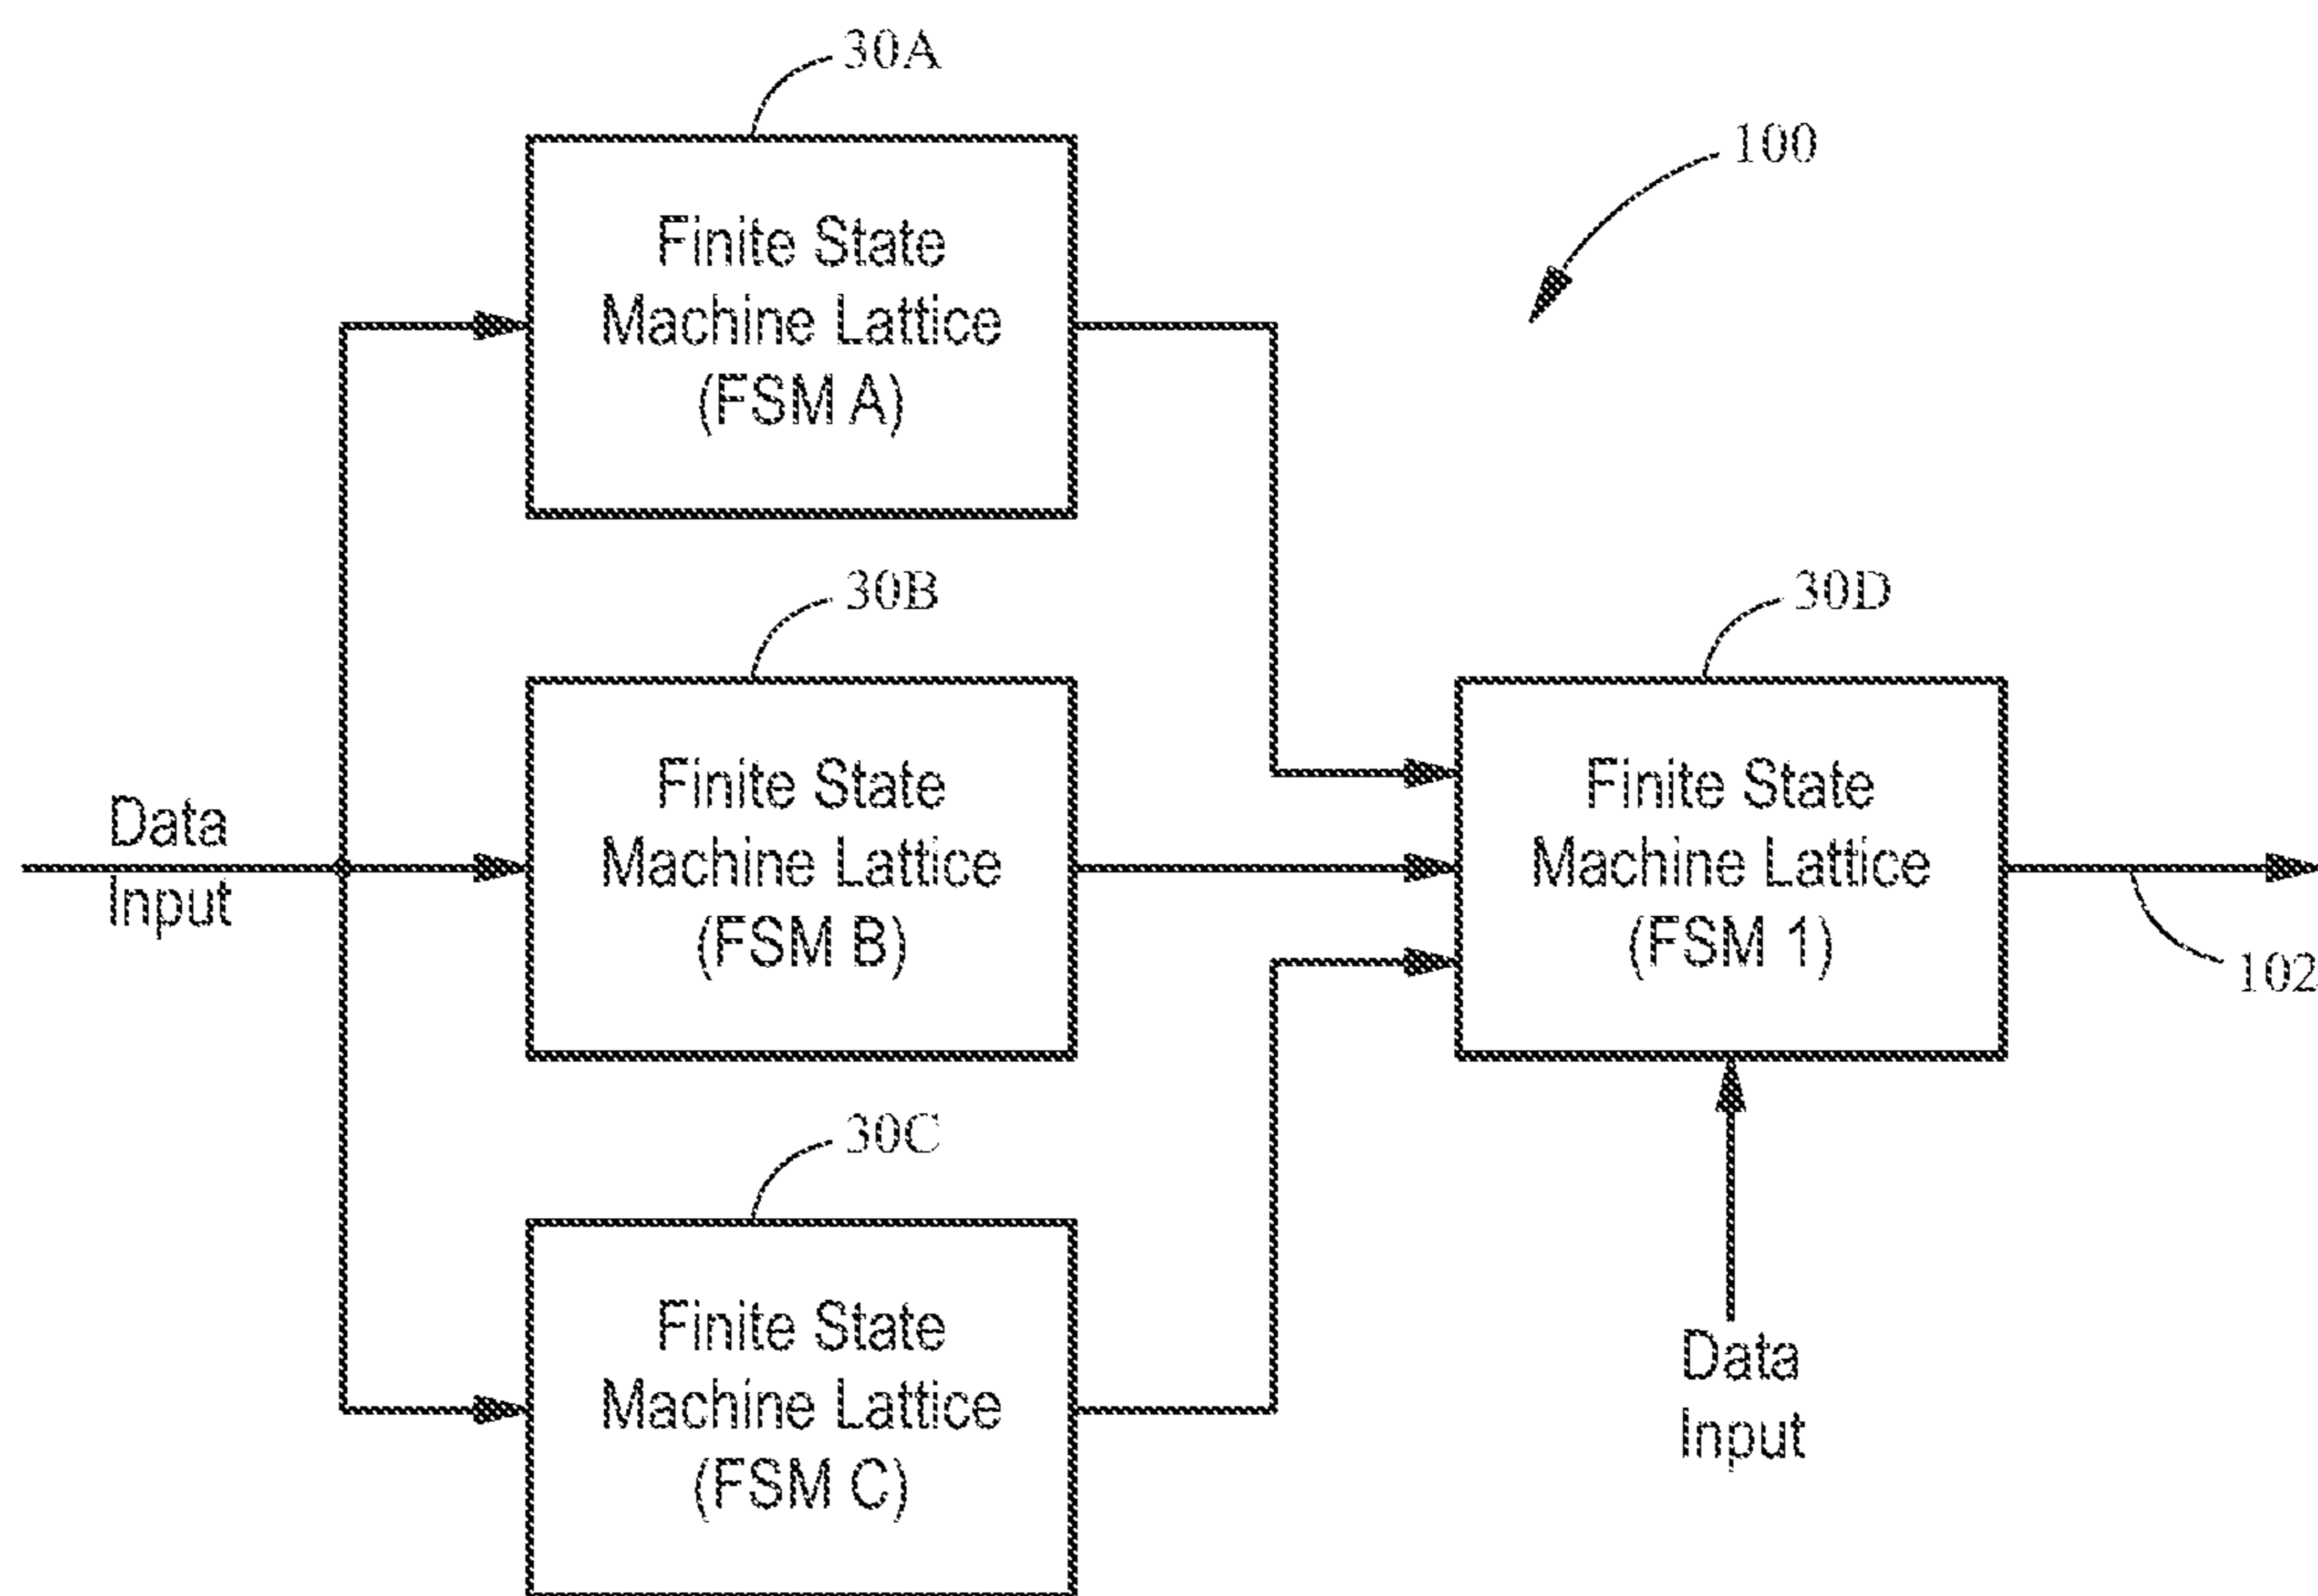 30A
100
Finite State
Machine Lattice
(FSM A)
30B
30D
Finite State
Machine Lattice
(FSM B)
Finite State
Machine Lattice
(FSM 1)
Data
Input
102
30C
Finite State
Machine Lattice
(FSM C)
Data
Input